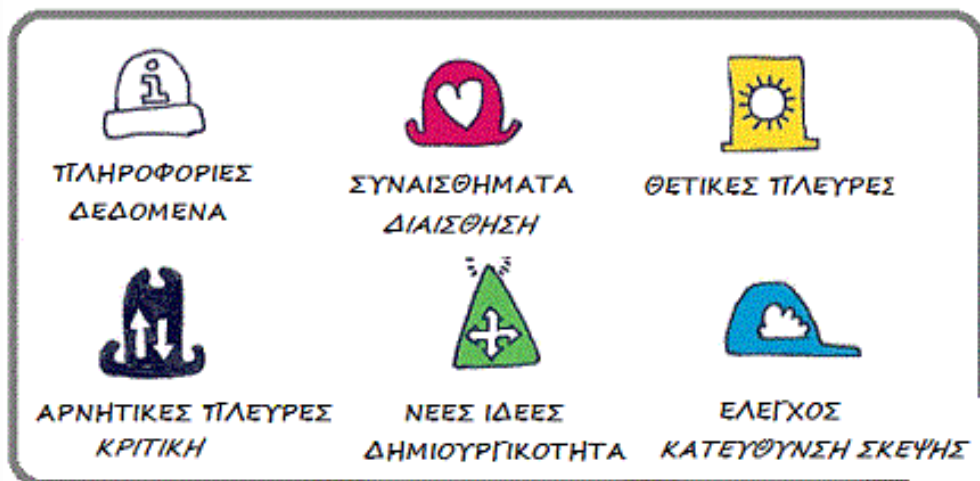 i
ΠΛΗΡΟΦΟΡΙΕΣ
ΔΕΔΟΜΕΝΑ
ΣΥΝΑΙΣΘΗΜΑΤΑ
ΔΙΑΙΣΘΗΣΗ
ΘΕΤΙΚΕΣ ΠΛΕΥΡΕΣ
ΑΡΝΗΤΙΚΕΣ ΠΛΕΥΡΕΣ
ΚΡΙΤΙΚΗ
ΝΕΕΣ ΙΔΕΕΣ
ΔΗΜΙΟΥΡΓΙΚΟΤΗΤΑ
ΕΛΕΓΧΟΣ
ΚΑΤΕΥΘΥΝΣΗ ΣΚΕΨΗΣ